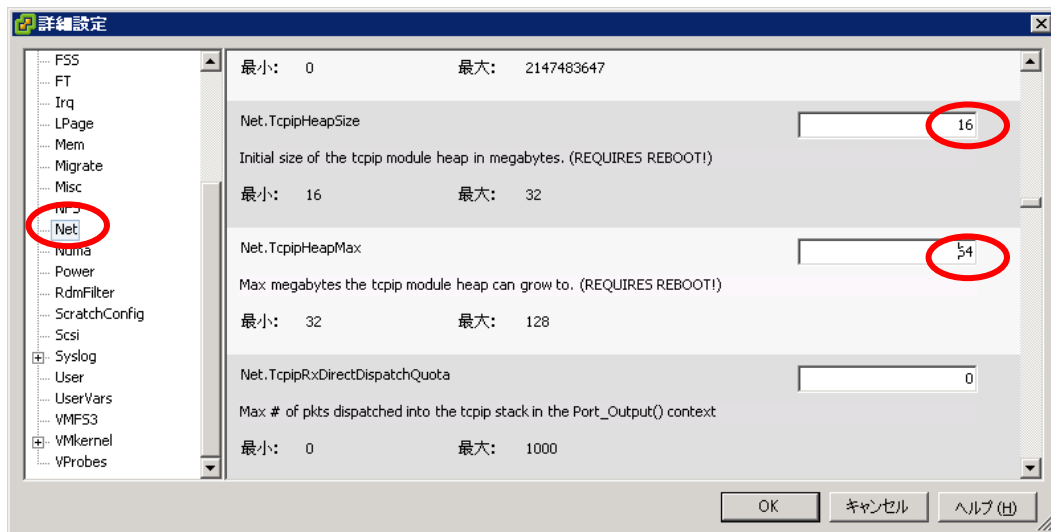 詳細設定
FSS
FT
Irq
LPage
Mem
Migrate
Misc
NFS
Net
Numa
Power
RdmFilter
ScratchConfig
Scsi
Syslog
User
UserVars
VMFS3
VMkernel
VProbes
最小: 0 最大: 2147483647
Net.TcpipHeapSize 16
Initial size of the tcpip module heap in megabytes. (REQUIRES REBOOT!)
最小: 16 最大: 32
Net.TcpipHeapMax
Max megabytes the tcpip module heap can grow to. (REQUIRES REBOOT!)
最小: 32 最大: 128
Net.TcpipRxDirectDispatchQuota 0
Max # of pkts dispatched into the tcpip stack in the Port_Output() context
最小: 0 最大: 1000
OK キャンセル ヘルプ(H)